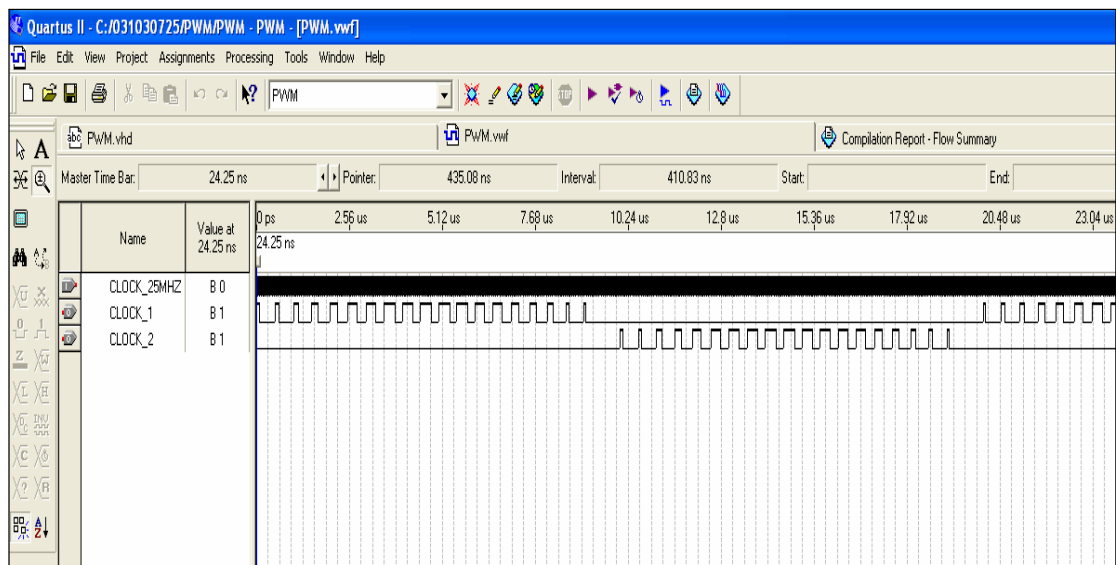 Quartus II - C:/031030725/PWM/PWM - PWM - [PWM.vwf]
File Edit View Project Assignments Processing Tools Window Help
PWM
abc PWM.vhd PWM.vwf Compilation Report - Flow Summary
Master Time Bar: 24.25 ns Pointer: 435.08 ns Interval: 410.83 ns Start: End:
Name Value at 24.25 ns 0 ps 2.56 us 5.12 us 7.68 us 10.24 us 12.8 us 15.36 us 17.92 us 20.48 us 23.04 us
24.25 ns
CLOCK_25MHZ B 0
CLOCK_1 B 1
CLOCK_2 B 1